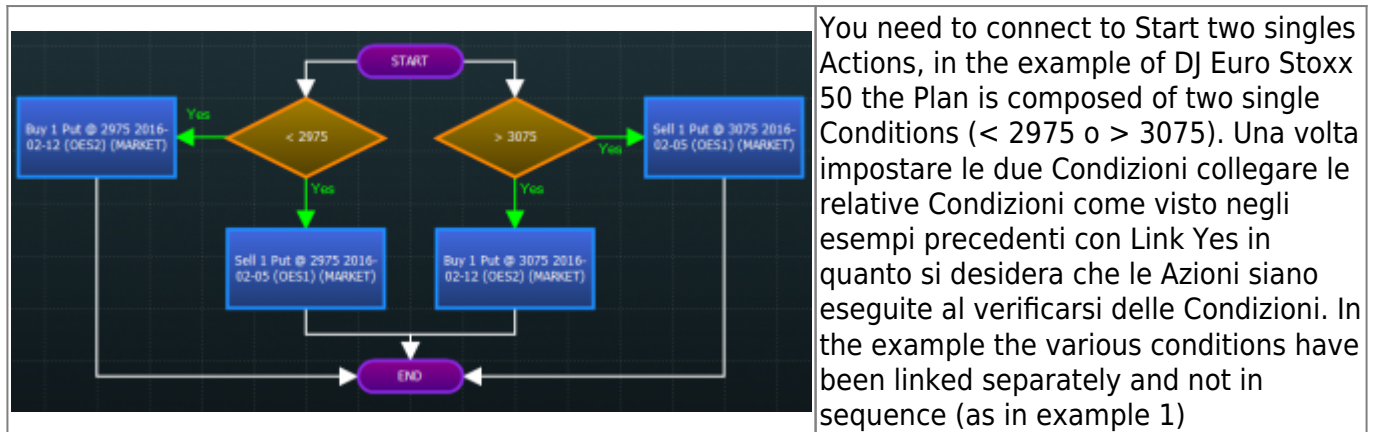 START
Yes
Buy 1 Put @ 2975 2016-
02-12 (OES2) (MARKET)
< 2975
> 3075
Sell 1 Put @ 3075 2016-
02-05 (OES1) (MARKET)
Yes
Yes
Yes
Sell 1 Put @ 2975 2016-
02-05 (OES1) (MARKET)
Buy 1 Put @ 3075 2016-
02-12 (OES2) (MARKET)
END
You need to connect to Start two singles
Actions, in the example of DJ Euro Stoxx
50 the Plan is composed of two single
Conditions (< 2975 o > 3075). Una volta
impostare le due Condizioni collegare le
relative Condizioni come visto negli
esempi precedenti con Link Yes in
quanto si desidera che le Azioni siano
eseguite al verificarsi delle Condizioni. In
the example the various conditions have
been linked separately and not in
sequence (as in example 1)